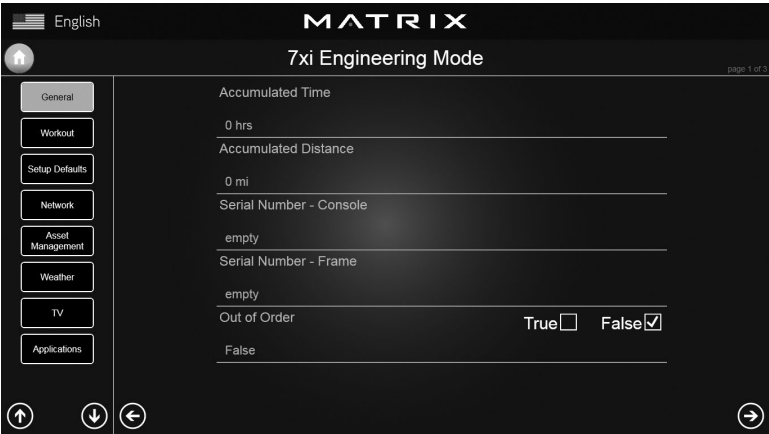 English
MATRIX
7xi Engineering Mode
page 1 of 3
General
Workout
Setup Defaults
Network
Asset
Management
Weather
TV
Applications
Accumulated Time
0 hrs
Accumulated Distance
0 mi
Serial Number - Console
empty
Serial Number - Frame
empty
Out of Order
True False
False